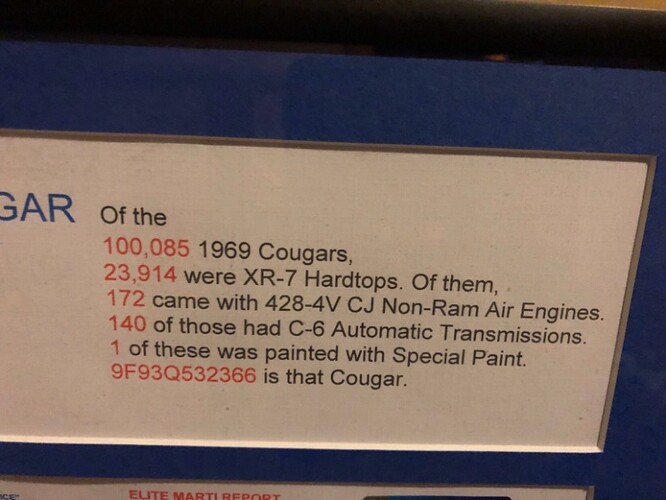 GAR
Of the
100,085 1969 Cougars,
23,914 were XR-7 Hardtops. Of them,
172 came with 428-4V CJ Non-Ram Air Engines.
140 of those had C-6 Automatic Transmissions.
1 of these was painted with Special Paint.
9F93Q532366 is that Cougar.
ELITE MARTI REPORT